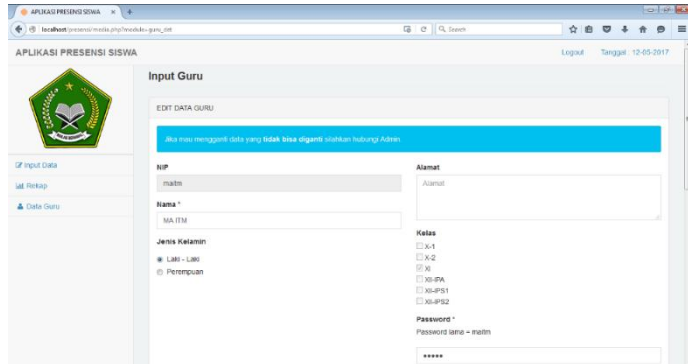 APLIKASI PRESENSI SISWA
localhost/presensi/media.php?module=guru_det
Search
APLIKASI PRESENSI SISWA
Logout
Tanggal : 12-05-2017
Input Guru
EDIT DATA GURU
Jika mau mengganti data yang tidak bisa diganti silahkan hubungi Admin.
Input Data
Rekap
Data Guru
NIP
maitm
Nama *
MA ITM
Jenis Kelamin
Laki - Laki
Perempuan
Alamat
Alamat
Kelas
X-1
X-2
XI
XII-IPA
XII-IPS1
XII-IPS2
Password *
Password lama = maitm
•••••